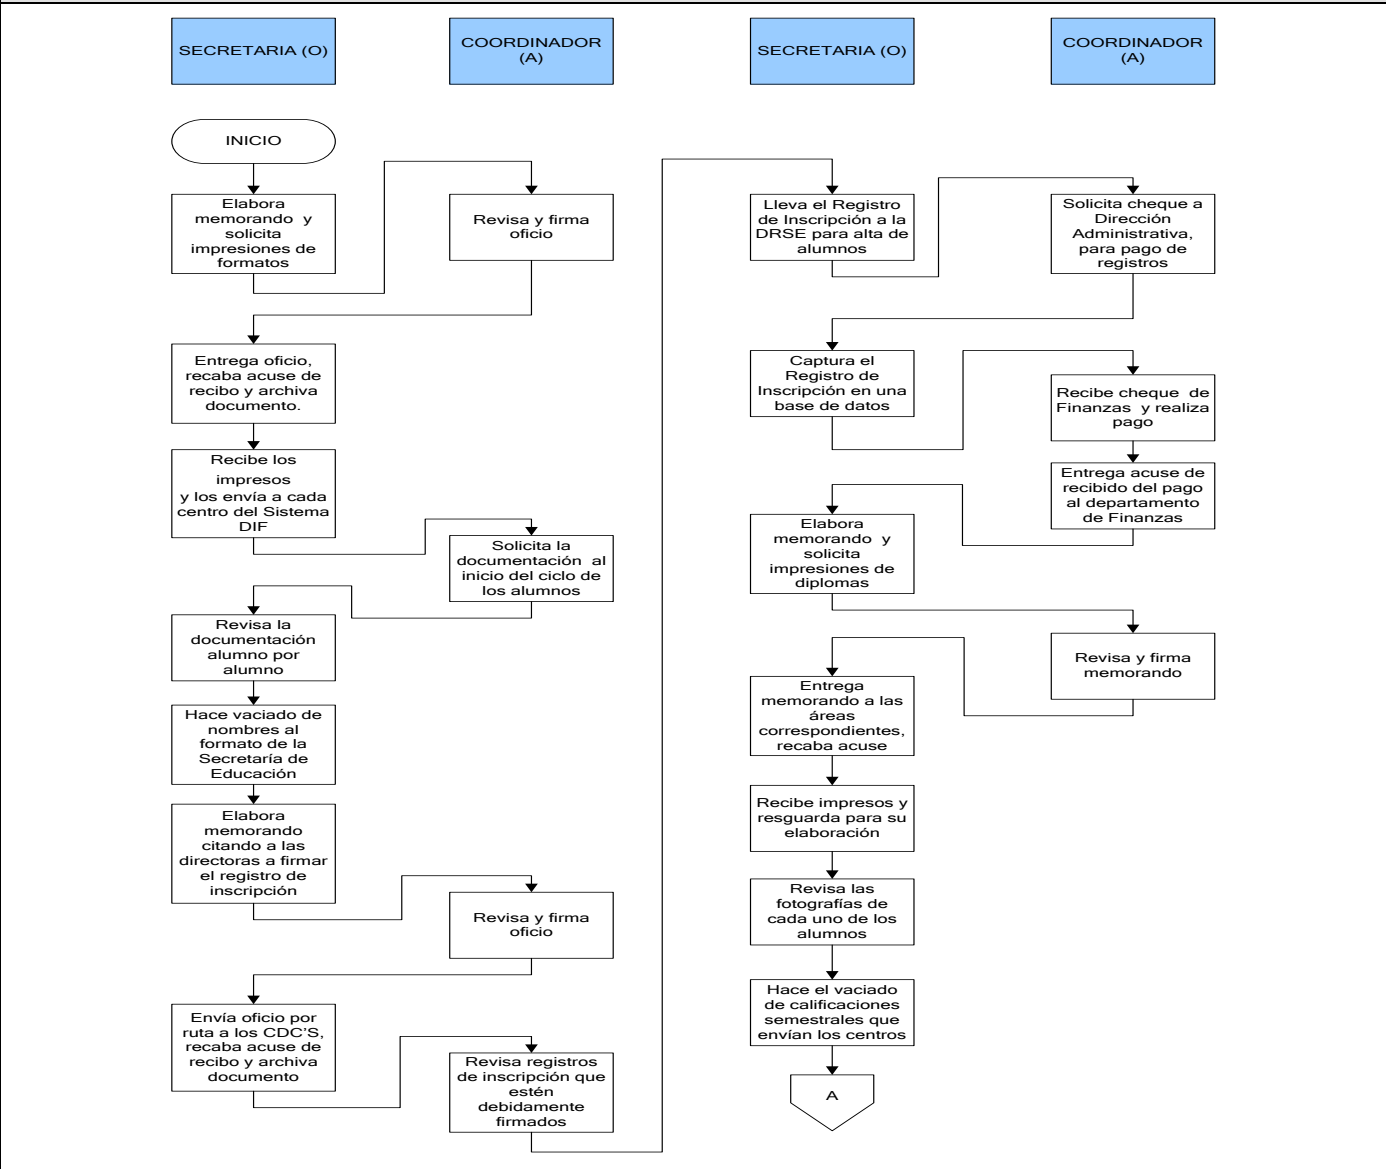 SECRETARIA (O)
COORDINADOR
(A)
SECRETARIA (O)
COORDINADOR
(A)
INICIO
Elabora
memorando y
solicita
impresiones de
formatos
Revisa y firma
oficio
Entrega oficio,
recaba acuse de
recibo y archiva
documento.
Recibe los
impresos
y los envía a cada
centro del Sistema
DIF
Solicita la
documentación al
inicio del ciclo de
los alumnos
Revisa la
documentación
alumno por
alumno
Hace vaciado de
nombres al
formato de la
Secretaría de
Educación
Elabora
memorando
citando a las
directoras a firmar
el registro de
inscripción
Revisa y firma
oficio
Envía oficio por
ruta a los CDC'S,
recaba acuse de
recibo y archiva
documento
Revisa registros
de inscripción que
estén
debidamente
firmados
Lleva el Registro
de Inscripción a la
DRSE para alta de
alumnos
Solicita cheque a
Dirección
Administrativa,
para pago de
registros
Captura el
Registro de
Inscripción en una
base de datos
Recibe cheque de
Finanzas y realiza
pago
Entrega acuse de
recibido del pago
al departamento
de Finanzas
Elabora
memorando y
solicita
impresiones de
diplomas
Revisa y firma
memorando
Entrega
memorando a las
áreas
correspondientes,
recaba acuse
Recibe impresos y
resguarda para su
elaboración
Revisa las
fotografías de
cada uno de los
alumnos
Hace el vaciado
de calificaciones
semestrales que
envían los centros
A